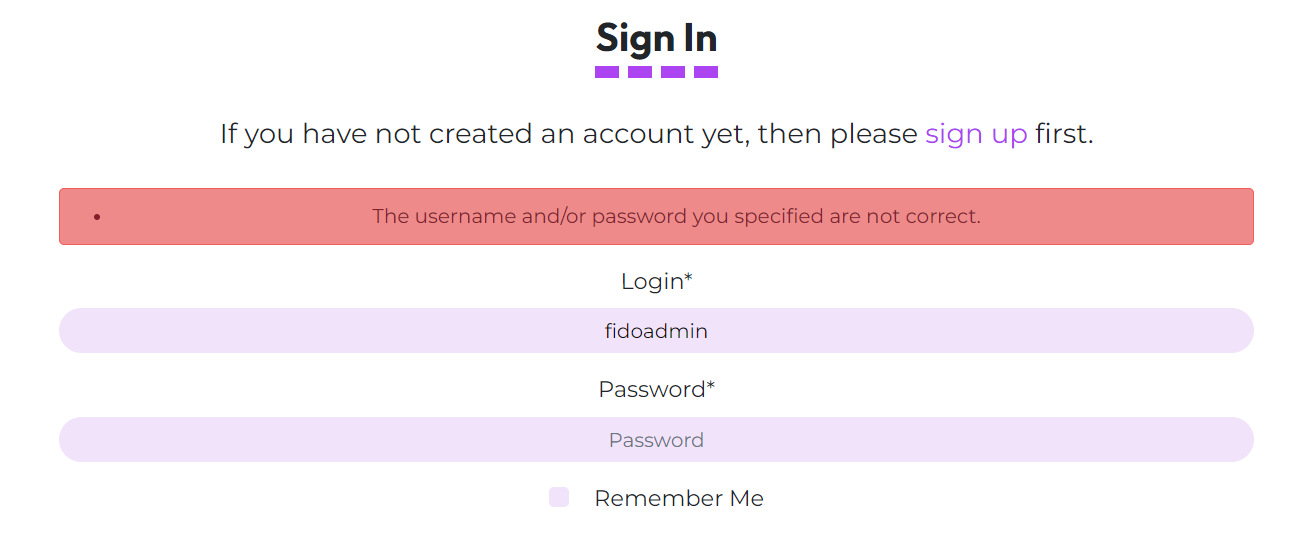 Sign In
If you have not created an account yet, then please sign up first.
• The username and/or password you specified are not correct.
Login*
fidoadmin
Password*
Password
Remember Me